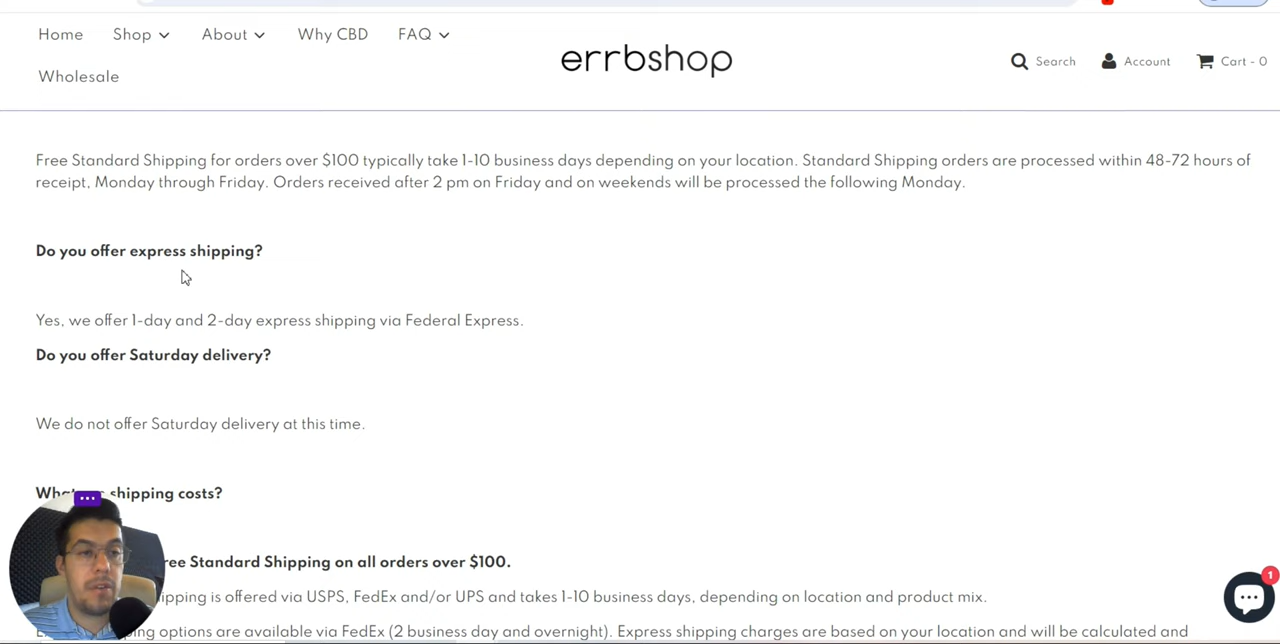 Home Shop About Why CBD FAQ
Wholesale
errbshop
Search Account Cart - 0
Free Standard Shipping for orders over $100 typically take 1-10 business days depending on your location. Standard Shipping orders are processed within 48-72 hours of
receipt, Monday through Friday. Orders received after 2 pm on Friday and on weekends will be processed the following Monday.
Do you offer express shipping?
Yes, we offer 1-day and 2-day express shipping via Federal Express.
Do you offer Saturday delivery?
We do not offer Saturday delivery at this time.
shipping costs?
Free Standard Shipping on all orders over $100.
is offered via USPS, FedEx and/or UPS and takes 1-10 business days, depending on location and product mix.
options are available via FedEx (2 business day and overnight). Express shipping charges are based on your location and will be calculated and
1